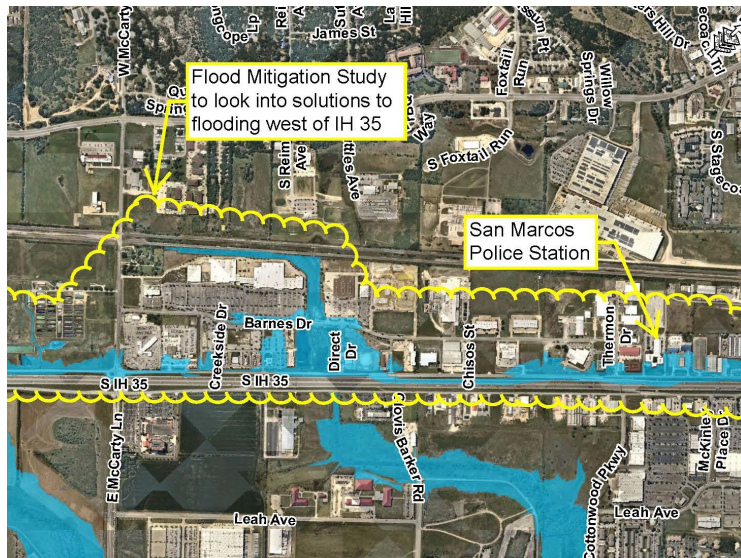 James St
W McCarty
Flood Mitigation Study
to look into solutions to
flooding west of IH 35
Foxtail
Run
Willow
Springs Dr
S Foxtail Run
Way
S Reim
Ave
San Marcos
Police Station
Creekside Dr
Barnes Dr
Direct
Dr
Chisos St
Thermon
Dr
S IH 35
S IH 35
E McCarty Ln
Clovis Barker Rd
Cottonwood Pkwy
McKinley
Place Dr
Leah Ave
Leah Ave